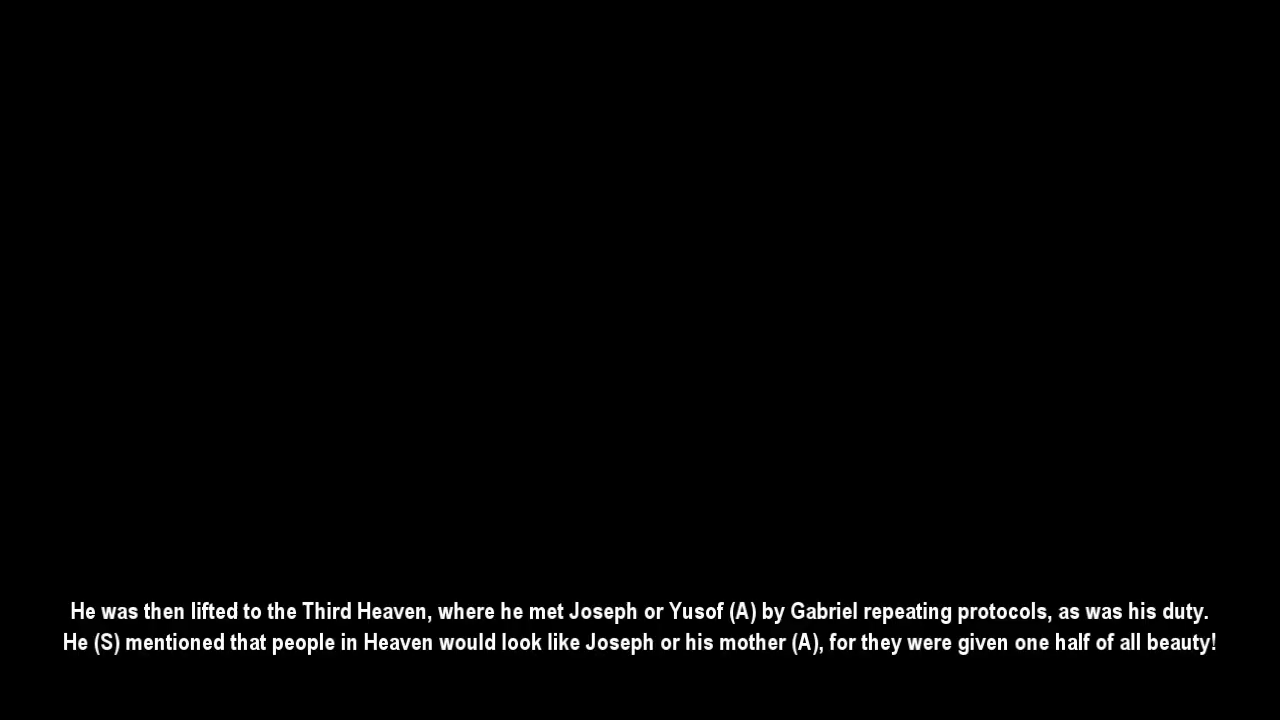 He was then lifted to the Third Heaven, where he met Joseph or Yusof (A) by Gabriel repeating protocols, as was his duty.
He (S) mentioned that people in Heaven would look like Joseph or his mother (A), for they were given one half of all beauty!